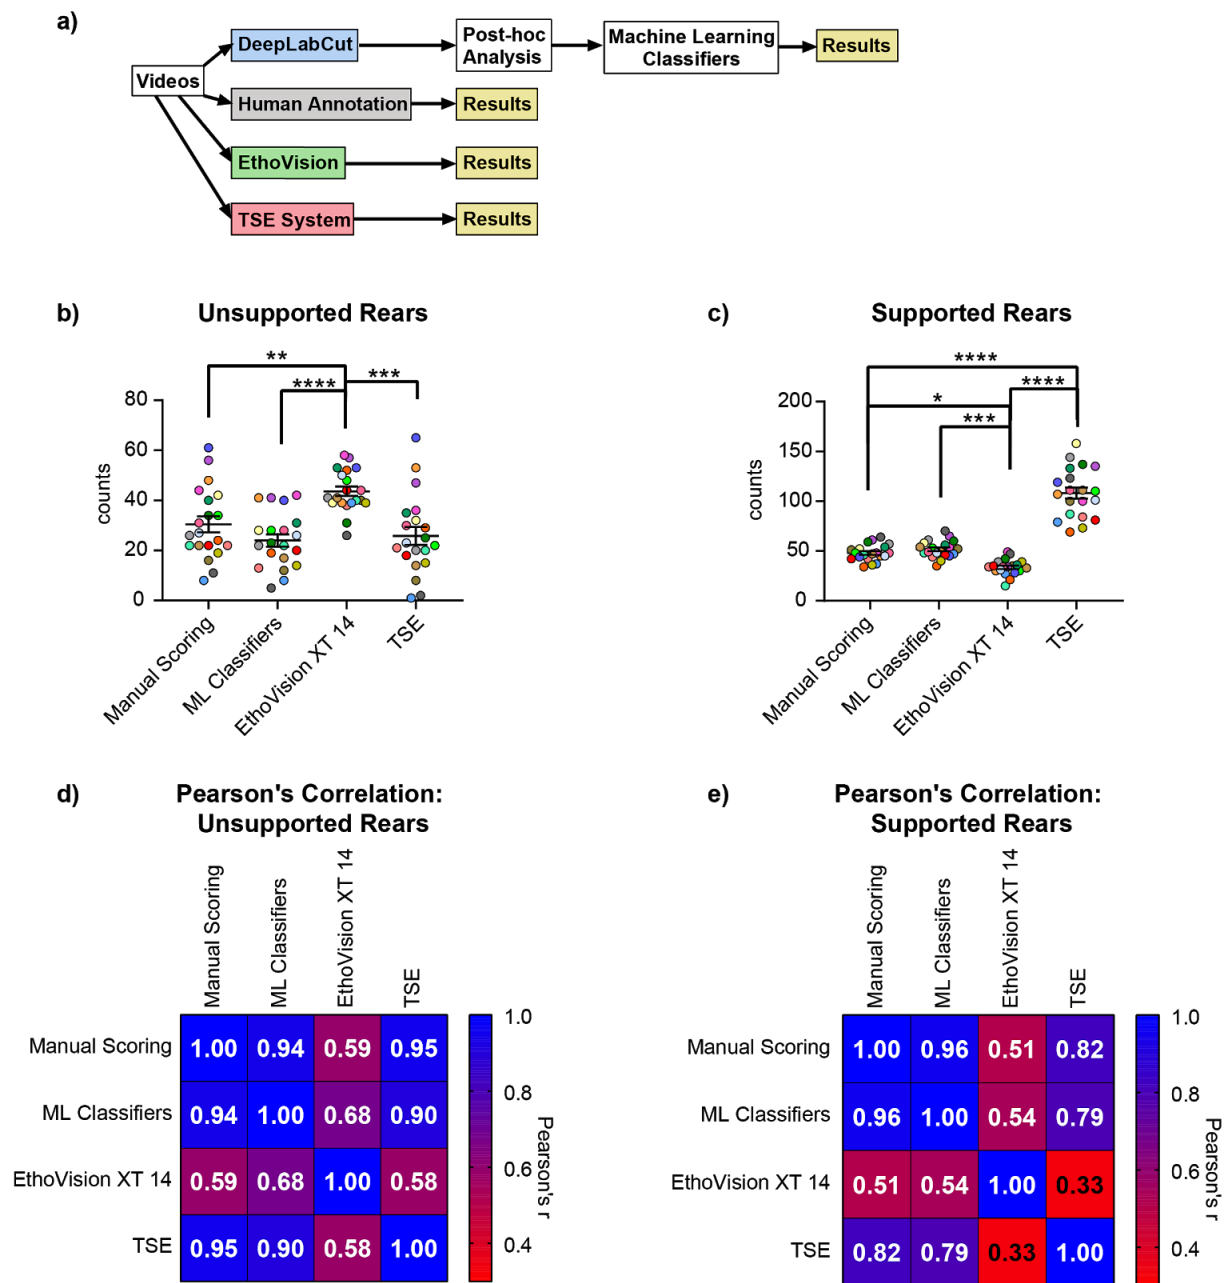 a)
DeepLabCut
Post-hoc
Analysis
Machine Learning
Classifiers
Results
Videos
Human Annotation
Results
EthoVision
Results
TSE System
Results
b)
Unsupported Rears
**
****
***
80
60
40
20
0
counts
Manual Scoring
ML Classifiers
EthoVision XT 14
TSE
c)
Supported Rears
****
****
*
***
200
150
100
50
0
counts
Manual Scoring
ML Classifiers
EthoVision XT 14
TSE
d)
Pearson's Correlation:
Unsupported Rears
Manual Scoring
ML Classifiers
EthoVision XT 14
TSE
Manual Scoring 1.00 0.94 0.59 0.95
ML Classifiers 0.94 1.00 0.68 0.90
EthoVision XT 14 0.59 0.68 1.00 0.58
TSE 0.95 0.90 0.58 1.00
1.0
0.8
0.6
0.4
Pearson's r
e)
Pearson's Correlation:
Supported Rears
Manual Scoring
ML Classifiers
EthoVision XT 14
TSE
Manual Scoring 1.00 0.96 0.51 0.82
ML Classifiers 0.96 1.00 0.54 0.79
EthoVision XT 14 0.51 0.54 1.00 0.33
TSE 0.82 0.79 0.33 1.00
1.0
0.8
0.6
0.4
Pearson's r